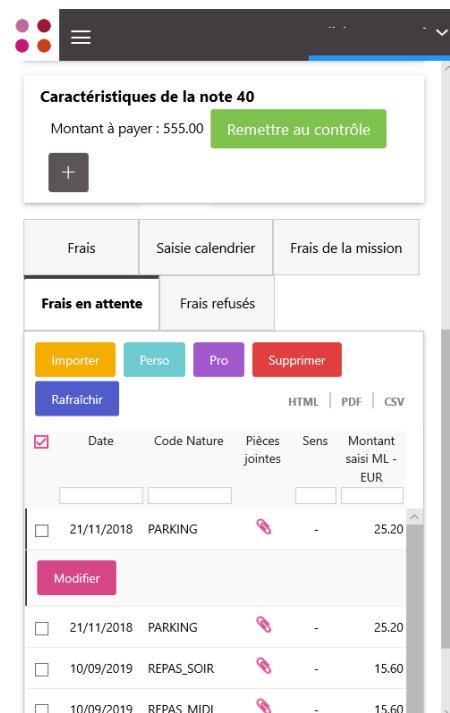 Caractéristiques de la note 40
Montant à payer : 555.00 Remettre au contrôle
+
Frais Saisie calendrier Frais de la mission
Frais en attente Frais refusés
Importer Perso Pro Supprimer
Rafraîchir HTML | PDF | CSV
Date Code Nature Pièces jointes Sens Montant saisi ML - EUR
21/11/2018 PARKING - 25.20
Modifier
21/11/2018 PARKING - 25.20
10/09/2019 REPAS_SOIR - 15.60
10/09/2019 REPAS_MIDI - 15.60